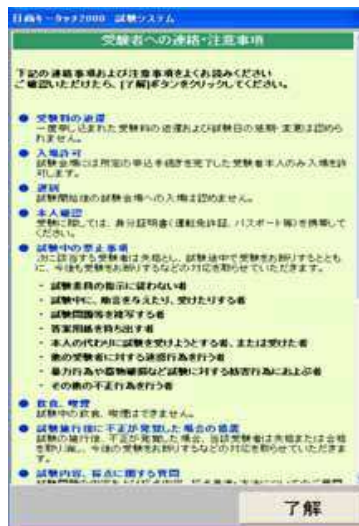 日商キータッチ2000 試験システム
受験者への連絡・注意事項
下記の連絡事項および注意事項をよくお読みください
ご確認いただけたら、[了解]ボタンをクリックしてください。
● 受験料の返還
一度申し込まれた受験料の返還および試験日の延期・変更は認めら
れません。
● 入場許可
試験会場には所定の申込手続きを完了した受験者本人のみ入場を許
可します。
● 遅刻
試験開始後の試験会場への入場は認めません。
● 本人確認
受験に際しては、身分証明書(運転免許証、パスポート等)を携帯して
ください。
● 試験中の禁止事項
次に該当する受験者は失格とし、試験途中で受験をお断りするととも
に、今後も受験をお断りするなどの対応を取らせていただきます。
・ 試験委員の指示に従わない者
・ 試験中に、助言を与えたり、受けたりする者
・ 試験問題等を複写する者
・ 答案用紙を持ち出す者
・ 本人の代わりに試験を受けようとする者、または受けた者
・ 他の受験者に対する迷惑行為を行う者
・ 暴力行為や器物破損など試験に対する妨害行為におよぶ者
・ その他の不正行為を行う者
● 飲食、喫煙
試験中の飲食、喫煙はできません。
● 試験施行後に不正が発覚した場合の措置
試験の施行後、不正が発覚した場合、当該受験者は失格または合格
を取り消し、今後の受験をお断りするなどの対応を取らせていただきま
す。
● 試験内容、採点に関する質問
了解